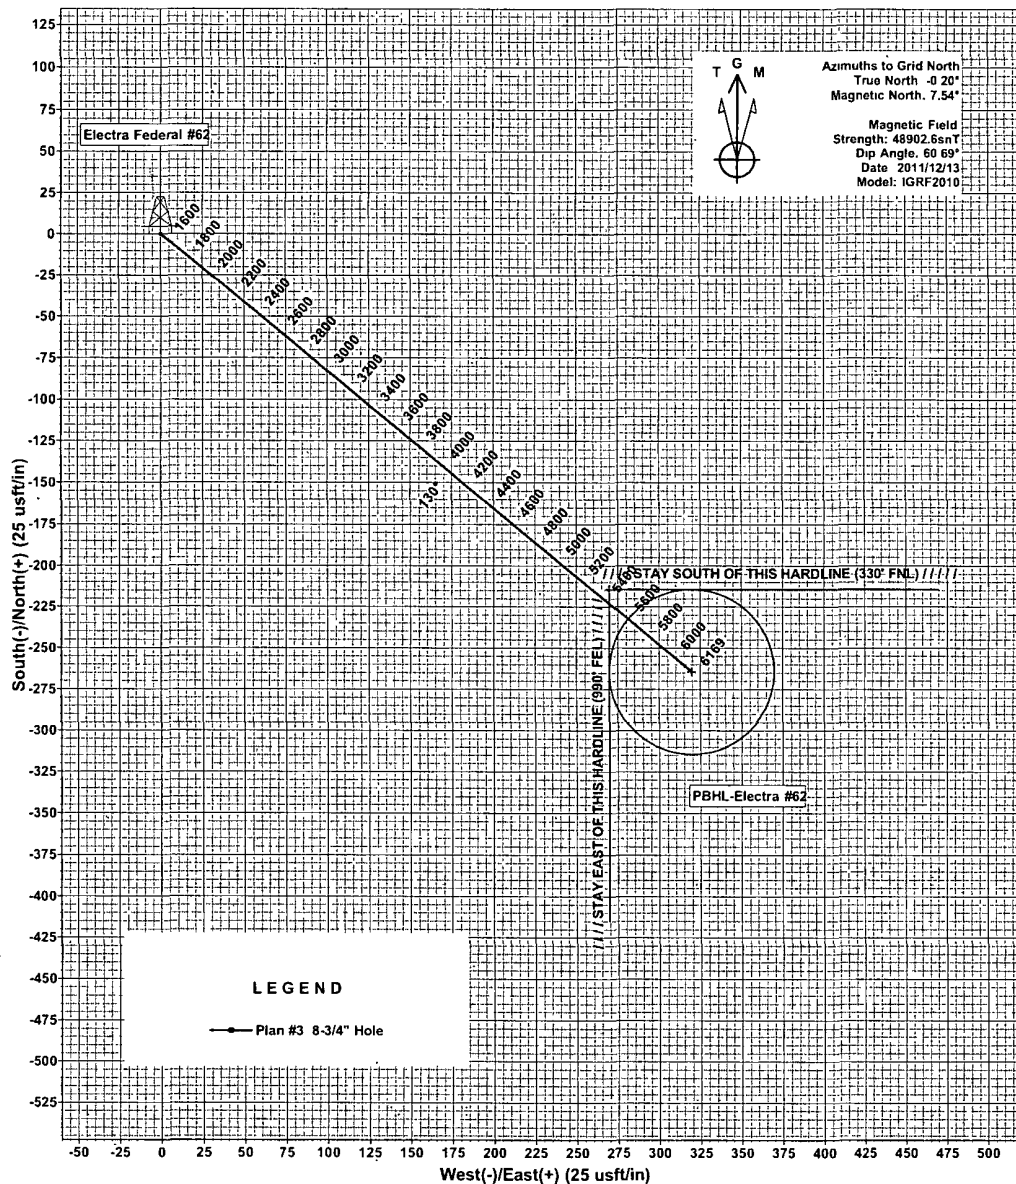 T G M
Azimuths to Grid North
True North -0 20°
Magnetic North. 7.54°
Magnetic Field
Strength: 48902.6snT
Dip Angle. 60 69°
Date 2011/12/13
Model: IGRF2010
Electra Federal #62
125
100
75
50
25
0
-25
-50
-75
-100
-125
-150
-175
-200
-225
-250
-275
-300
-325
-350
-375
-400
-425
-450
-475
-500
-525
South(-)/North(+) (25 usft/in)
1600
1800
2000
2200
2400
2600
2800
3000
3200
3400
3600
3800
4000
4200
4400
4600
4800
5000
5200
5400
5600
5800
6000
6169
130°
//// STAY SOUTH OF THIS HARDLINE (330' FNL) /////
//// STAY EAST OF THIS HARDLINE (990' FEL) /////
PBHL-Electra #62
LEGEND
Plan #3 8-3/4" Hole
-50 0 25 50 75 100 125 150 175 200 225 250 275 300 325 350 375 400 425 450 475 500
West(-)/East(+) (25 usft/in)